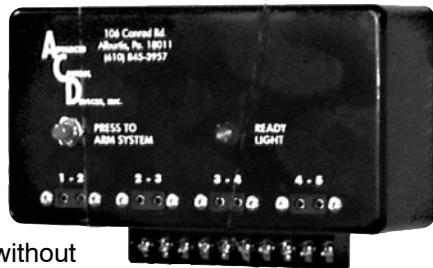 ADVANCED
CONTROL
DEVICES, INC.
106 Conrad Rd.
Alburtis, Pa. 18011
(610) 845-3957
PRESS TO
ARM SYSTEM
READY
LIGHT
1 - 2
2 - 3
3 - 4
4 - 5
without